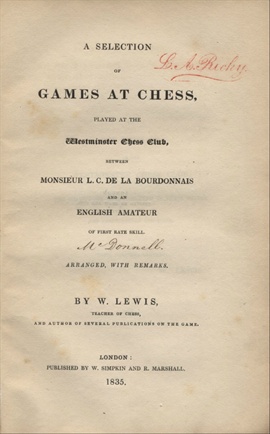 A SELECTION
OF
GAMES AT CHESS,
PLAYED AT THE
Westminster Chess Club,
BETWEEN
MONSIEUR L. C. DE LA BOURDONNAIS
AND AN
ENGLISH AMATEUR
OF FIRST RATE SKILL.
McDonnell.
ARRANGED, WITH REMARKS,
BY W. LEWIS,
TEACHER OF CHESS,
AND AUTHOR OF SEVERAL PUBLICATIONS ON THE GAME.
LONDON:
PUBLISHED BY W. SIMPKIN AND R. MARSHALL.
1835.